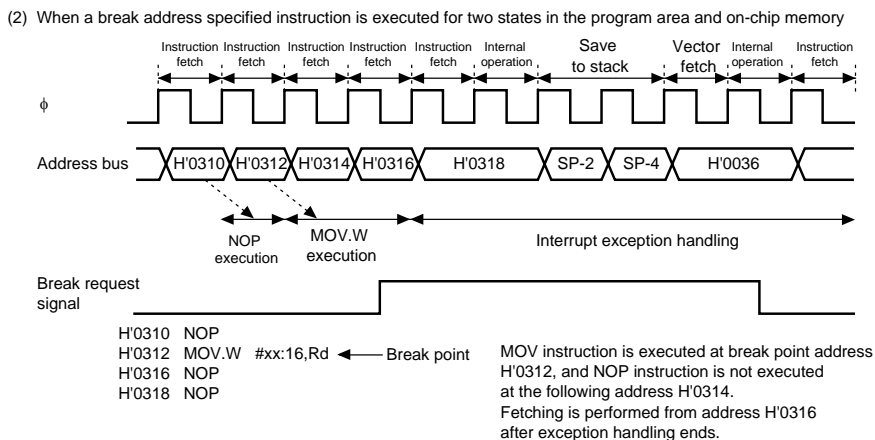 (2) When a break address specified instruction is executed for two states in the program area and on-chip memory
Instruction fetch
Instruction fetch
Instruction fetch
Instruction fetch
Instruction fetch
Internal operation
Save to stack
Vector fetch
Internal operation
Instruction fetch
φ
Address bus
H'0310
H'0312
H'0314
H'0316
H'0318
SP-2
SP-4
H'0036
NOP execution
MOV.W execution
Interrupt exception handling
Break request signal
H'0310 NOP
H'0312 MOV.W #xx:16,Rd
Break point
H'0316 NOP
H'0318 NOP
MOV instruction is executed at break point address
H'0312, and NOP instruction is not executed
at the following address H'0314.
Fetching is performed from address H'0316
after exception handling ends.